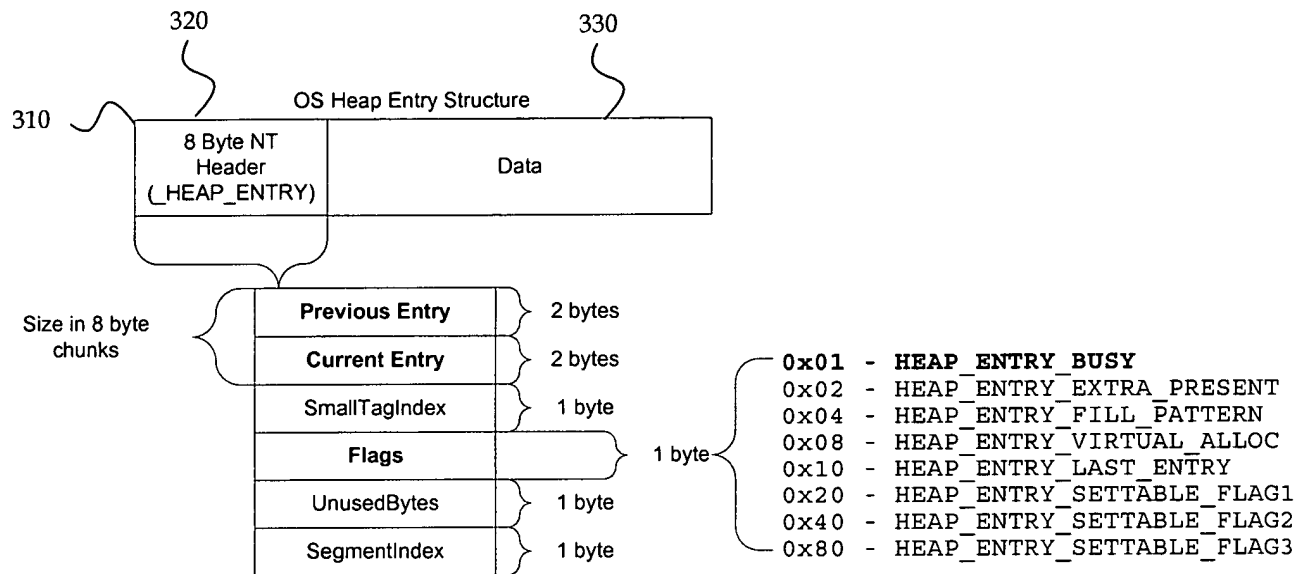 320
330
310
OS Heap Entry Structure
8 Byte NT
Header
(_HEAP_ENTRY)
Data
Size in 8 byte
chunks
Previous Entry
2 bytes
Current Entry
2 bytes
SmallTagIndex
1 byte
Flags
1 byte
UnusedBytes
1 byte
SegmentIndex
1 byte
0x01 - HEAP_ENTRY_BUSY
0x02 - HEAP_ENTRY_EXTRA_PRESENT
0x04 - HEAP_ENTRY_FILL_PATTERN
0x08 - HEAP_ENTRY_VIRTUAL_ALLOC
0x10 - HEAP_ENTRY_LAST_ENTRY
0x20 - HEAP_ENTRY_SETTABLE_FLAG1
0x40 - HEAP_ENTRY_SETTABLE_FLAG2
0x80 - HEAP_ENTRY_SETTABLE_FLAG3